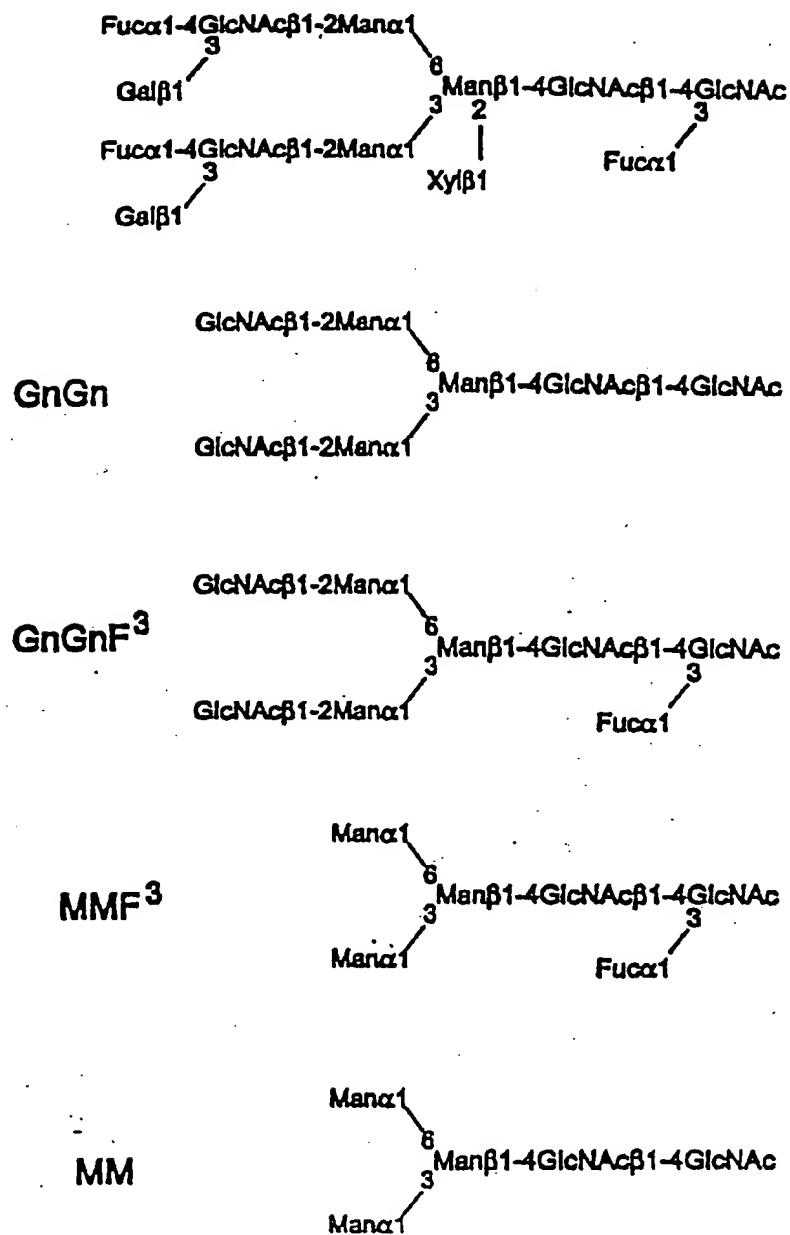 Fucα1-4GlcNAcβ1-2Manα1
3
6
Galβ1
Manβ1-4GlcNAcβ1-4GlcNAc
3
2
3
Fucα1-4GlcNAcβ1-2Manα1
Fucα1
3
Xylβ1
Galβ1
GlcNAcβ1-2Manα1
6
GnGn
Manβ1-4GlcNAcβ1-4GlcNAc
3
GlcNAcβ1-2Manα1
GlcNAcβ1-2Manα1
6
GnGnF³
Manβ1-4GlcNAcβ1-4GlcNAc
3
3
GlcNAcβ1-2Manα1
Fucα1
Manα1
6
MMF³
Manβ1-4GlcNAcβ1-4GlcNAc
3
3
Manα1
Fucα1
Manα1
6
MM
Manβ1-4GlcNAcβ1-4GlcNAc
3
Manα1